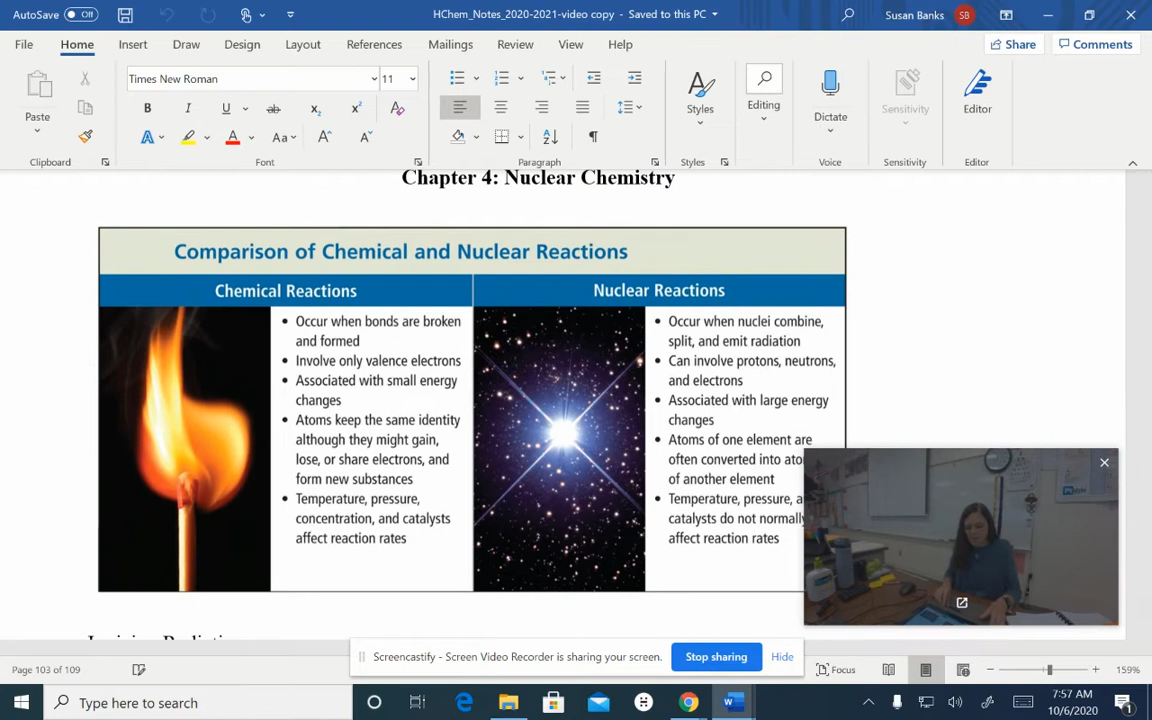 AutoSave Off HChem_Notes_2020-2021-video copy - Saved to this PC Susan Banks SB
File Home Insert Draw Design Layout References Mailings Review View Help Share Comments
Times New Roman 11
Paste Styles Editing Dictate Sensitivity Editor
Clipboard Font Paragraph Styles Voice Sensitivity Editor
Chapter 4: Nuclear Chemistry
Comparison of Chemical and Nuclear Reactions
Chemical Reactions
• Occur when bonds are broken
and formed
• Involve only valence electrons
• Associated with small energy
changes
• Atoms keep the same identity
although they might gain,
lose, or share electrons, and
form new substances
• Temperature, pressure,
concentration, and catalysts
affect reaction rates
Nuclear Reactions
• Occur when nuclei combine,
split, and emit radiation
• Can involve protons, neutrons,
and electrons
• Associated with large energy
changes
• Atoms of one element are
often converted into
of another element
• Temperature, pressure,
catalysts do not normally
affect reaction rates
Screencastify - Screen Video Recorder is sharing your screen. Stop sharing Hide
Page 103 of 109 Focus 159%
Type here to search
7:57 AM
10/6/2020
1